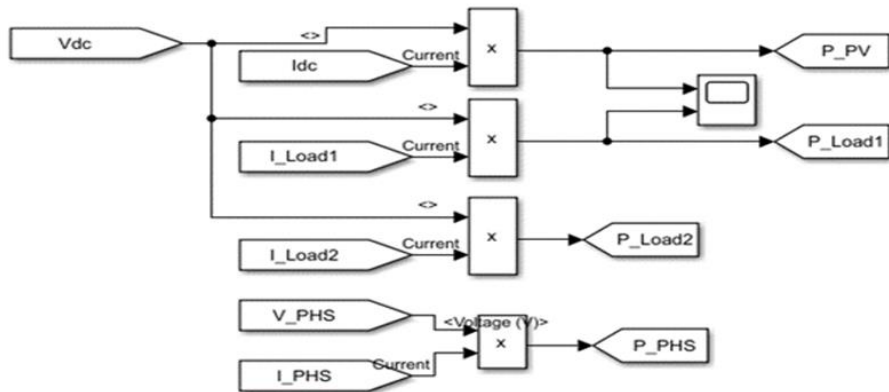 Vdc
<>
Current
Idc
x
P_PV
<>
Current
I_Load1
x
P_Load1
<>
Current
I_Load2
x
P_Load2
V_PHS
<Voltage (V)>
x
P_PHS
Current
I_PHS